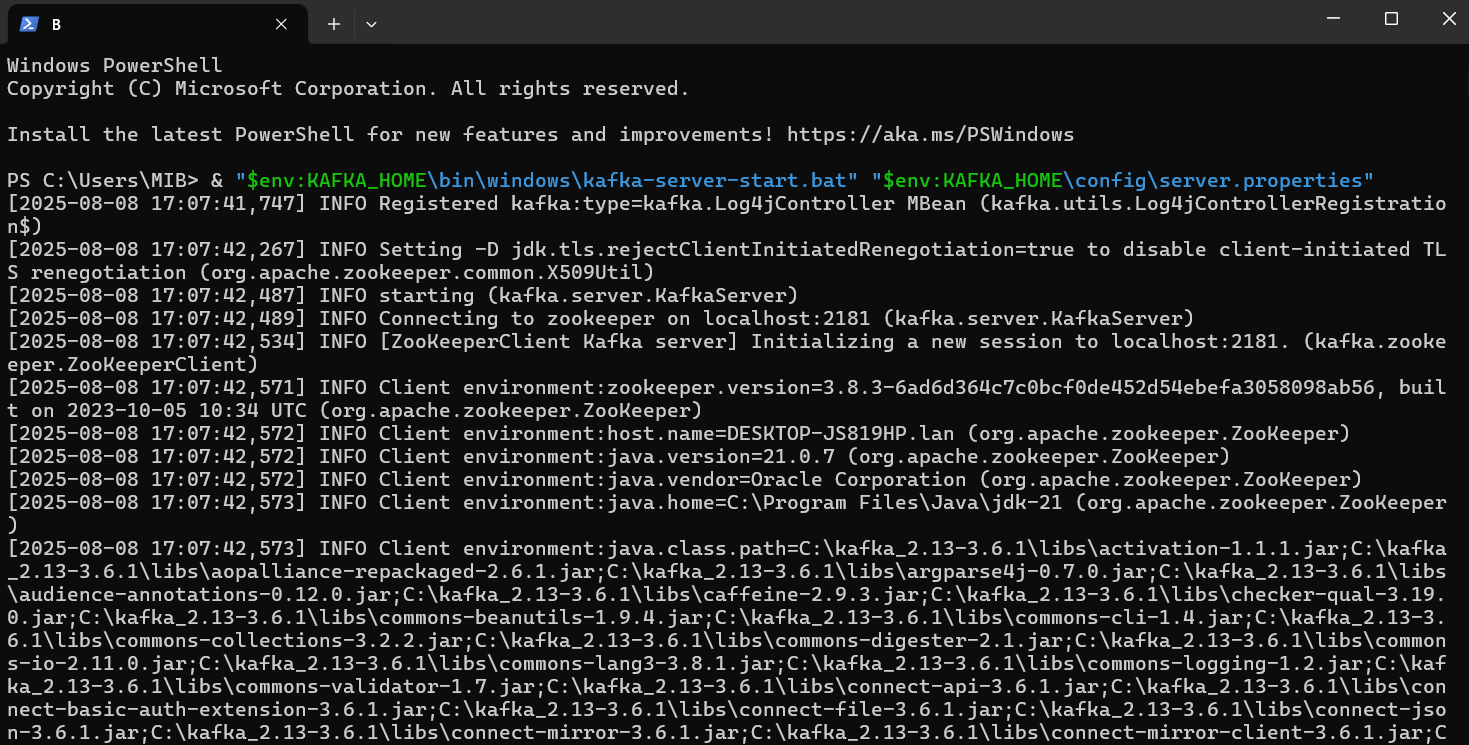 B
Windows PowerShell
Copyright (C) Microsoft Corporation. All rights reserved.
Install the latest PowerShell for new features and improvements! https://aka.ms/PSWindows
PS C:\Users\MIB> & "$env:KAFKA_HOME\bin\windows\kafka-server-start.bat" "$env:KAFKA_HOME\config\server.properties"
[2025-08-08 17:07:41,747] INFO Registered kafka:type=kafka.Log4jController MBean (kafka.utils.Log4jControllerRegistratio
n$)
[2025-08-08 17:07:42,267] INFO Setting -D jdk.tls.rejectClientInitiatedRenegotiation=true to disable client-initiated TL
S renegotiation (org.apache.zookeeper.common.X509Util)
[2025-08-08 17:07:42,487] INFO starting (kafka.server.KafkaServer)
[2025-08-08 17:07:42,489] INFO Connecting to zookeeper on localhost:2181 (kafka.server.KafkaServer)
[2025-08-08 17:07:42,534] INFO [ZooKeeperClient Kafka server] Initializing a new session to localhost:2181. (kafka.zooke
eper.ZooKeeperClient)
[2025-08-08 17:07:42,571] INFO Client environment:zookeeper.version=3.8.3-6ad6d364c7c0bcf0de452d54ebefa3058098ab56, buil
t on 2023-10-05 10:34 UTC (org.apache.zookeeper.ZooKeeper)
[2025-08-08 17:07:42,572] INFO Client environment:host.name=DESKTOP-JS819HP.lan (org.apache.zookeeper.ZooKeeper)
[2025-08-08 17:07:42,572] INFO Client environment:java.version=21.0.7 (org.apache.zookeeper.ZooKeeper)
[2025-08-08 17:07:42,572] INFO Client environment:java.vendor=Oracle Corporation (org.apache.zookeeper.ZooKeeper)
[2025-08-08 17:07:42,573] INFO Client environment:java.home=C:\Program Files\Java\jdk-21 (org.apache.zookeeper.ZooKeeper
)
[2025-08-08 17:07:42,573] INFO Client environment:java.class.path=C:\kafka_2.13-3.6.1\libs\activation-1.1.1.jar;C:\kafka
_2.13-3.6.1\libs\aopalliance-repackaged-2.6.1.jar;C:\kafka_2.13-3.6.1\libs\argparse4j-0.7.0.jar;C:\kafka_2.13-3.6.1\libs
\audience-annotations-0.12.0.jar;C:\kafka_2.13-3.6.1\libs\caffeine-2.9.3.jar;C:\kafka_2.13-3.6.1\libs\checker-qual-3.19.
0.jar;C:\kafka_2.13-3.6.1\libs\commons-beanutils-1.9.4.jar;C:\kafka_2.13-3.6.1\libs\commons-cli-1.4.jar;C:\kafka_2.13-3.
6.1\libs\commons-collections-3.2.2.jar;C:\kafka_2.13-3.6.1\libs\commons-digester-2.1.jar;C:\kafka_2.13-3.6.1\libs\common
s-io-2.11.0.jar;C:\kafka_2.13-3.6.1\libs\commons-lang3-3.8.1.jar;C:\kafka_2.13-3.6.1\libs\commons-logging-1.2.jar;C:\kaf
ka_2.13-3.6.1\libs\commons-validator-1.7.jar;C:\kafka_2.13-3.6.1\libs\connect-api-3.6.1.jar;C:\kafka_2.13-3.6.1\libs\con
nect-basic-auth-extension-3.6.1.jar;C:\kafka_2.13-3.6.1\libs\connect-file-3.6.1.jar;C:\kafka_2.13-3.6.1\libs\connect-jso
n-3.6.1.jar;C:\kafka_2.13-3.6.1\libs\connect-mirror-3.6.1.jar;C:\kafka_2.13-3.6.1\libs\connect-mirror-client-3.6.1.jar;C